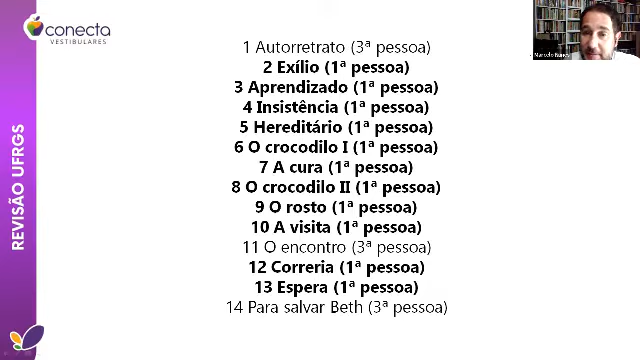 conecta
VESTIBULARES
REVISÃO UFRGS
1 Autorretrato (3ª pessoa)
2 Exílio (1ª pessoa)
3 Aprendizado (1ª pessoa)
4 Insistência (1ª pessoa)
5 Hereditário (1ª pessoa)
6 O crocodilo I (1ª pessoa)
7 A cura (1ª pessoa)
8 O crocodilo II (1ª pessoa)
9 O rosto (1ª pessoa)
10 A visita (1ª pessoa)
11 O encontro (3ª pessoa)
12 Correria (1ª pessoa)
13 Espera (1ª pessoa)
14 Para salvar Beth (3ª pessoa)
Marcelo Nunes